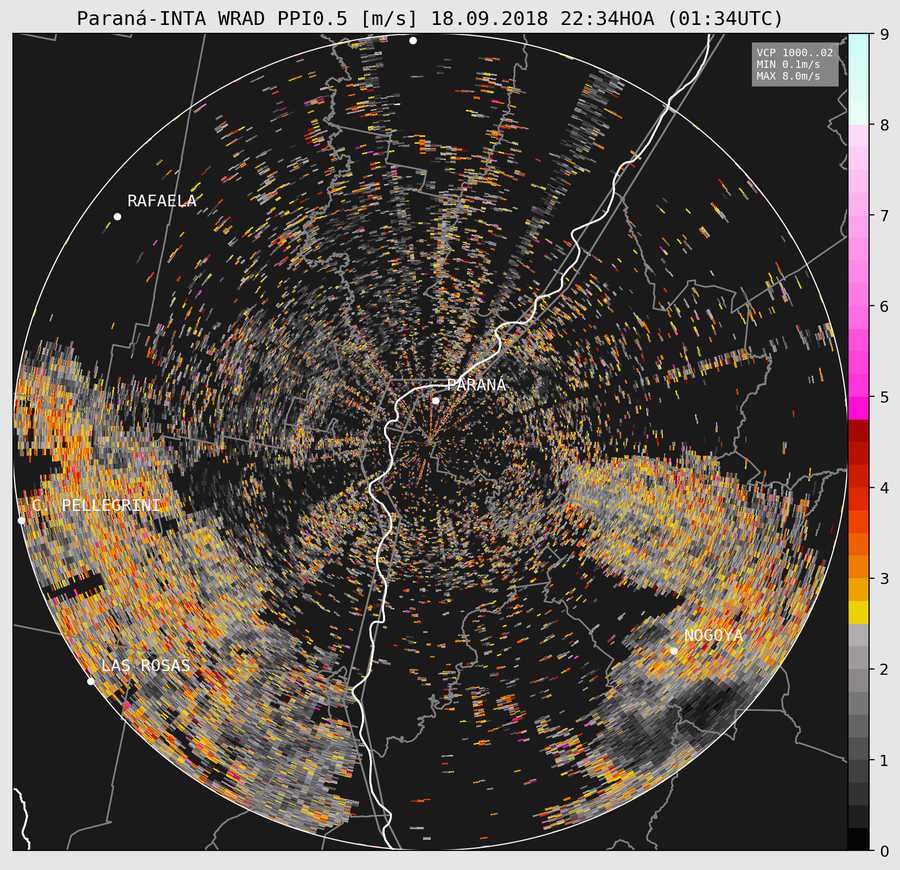 Paraná-INTA WRAD PPI0.5 [m/s] 18.09.2018 22:34HOA (01:34UTC)
VCP 1000..02
MIN 0.1m/s
MAX 8.0m/s
RAFAELA
PARANÁ
C. PELLEGRINI
NOGOYA
LAS ROSAS
9
8
7
6
5
4
3
2
1
0